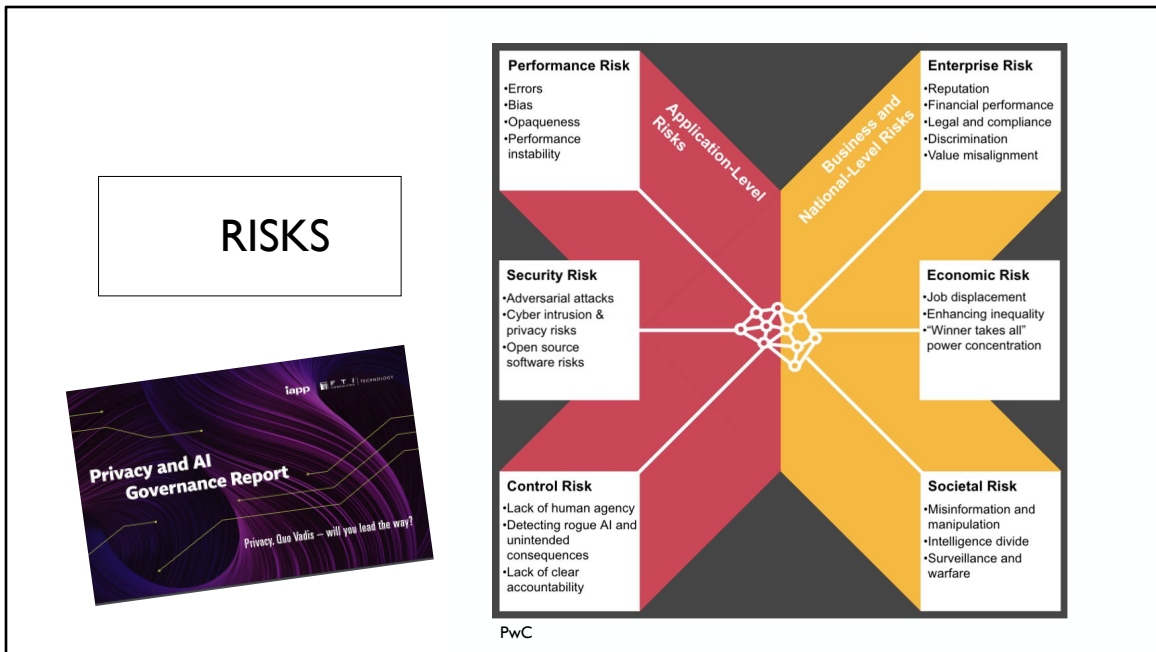 RISKS
iapp
F T I
CONSULTING
TECHNOLOGY
Privacy and AI
Governance Report
Privacy, Quo Vadis – will you lead the way?
Performance Risk
•Errors
•Bias
•Opaqueness
•Performance
instability
Application-Level
Risks
Business and
National-Level Risks
Enterprise Risk
•Reputation
•Financial performance
•Legal and compliance
•Discrimination
•Value misalignment
Security Risk
•Adversarial attacks
•Cyber intrusion &
privacy risks
•Open source
software risks
Economic Risk
•Job displacement
•Enhancing inequality
•“Winner takes all”
power concentration
Control Risk
•Lack of human agency
•Detecting rogue AI and
unintended
consequences
•Lack of clear
accountability
Societal Risk
•Misinformation and
manipulation
•Intelligence divide
•Surveillance and
warfare
PwC